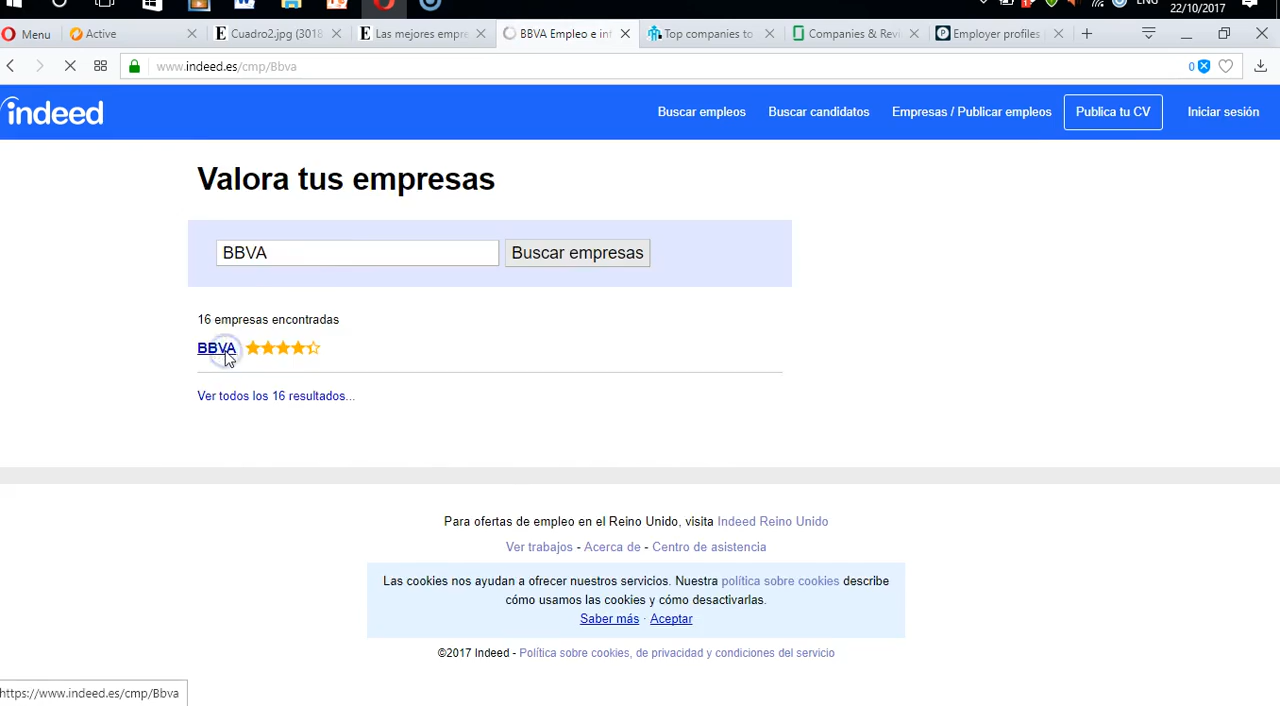 ENG
22/10/2017
Menu
Active
Cuadro2.jpg (3018
Las mejores empre
BBVA Empleo e inf
Top companies to
Companies & Revi
Employer profiles
www.indeed.es/cmp/Bbva
0
indeed
Buscar empleos
Buscar candidatos
Empresas / Publicar empleos
Publica tu CV
Iniciar sesión
Valora tus empresas
BBVA
Buscar empresas
16 empresas encontradas
BBVA
Ver todos los 16 resultados...
Para ofertas de empleo en el Reino Unido, visita Indeed Reino Unido
Ver trabajos - Acerca de - Centro de asistencia
Las cookies nos ayudan a ofrecer nuestros servicios. Nuestra política sobre cookies describe
cómo usamos las cookies y cómo desactivarlas.
Saber más · Aceptar
©2017 Indeed - Política sobre cookies, de privacidad y condiciones del servicio
https://www.indeed.es/cmp/Bbva